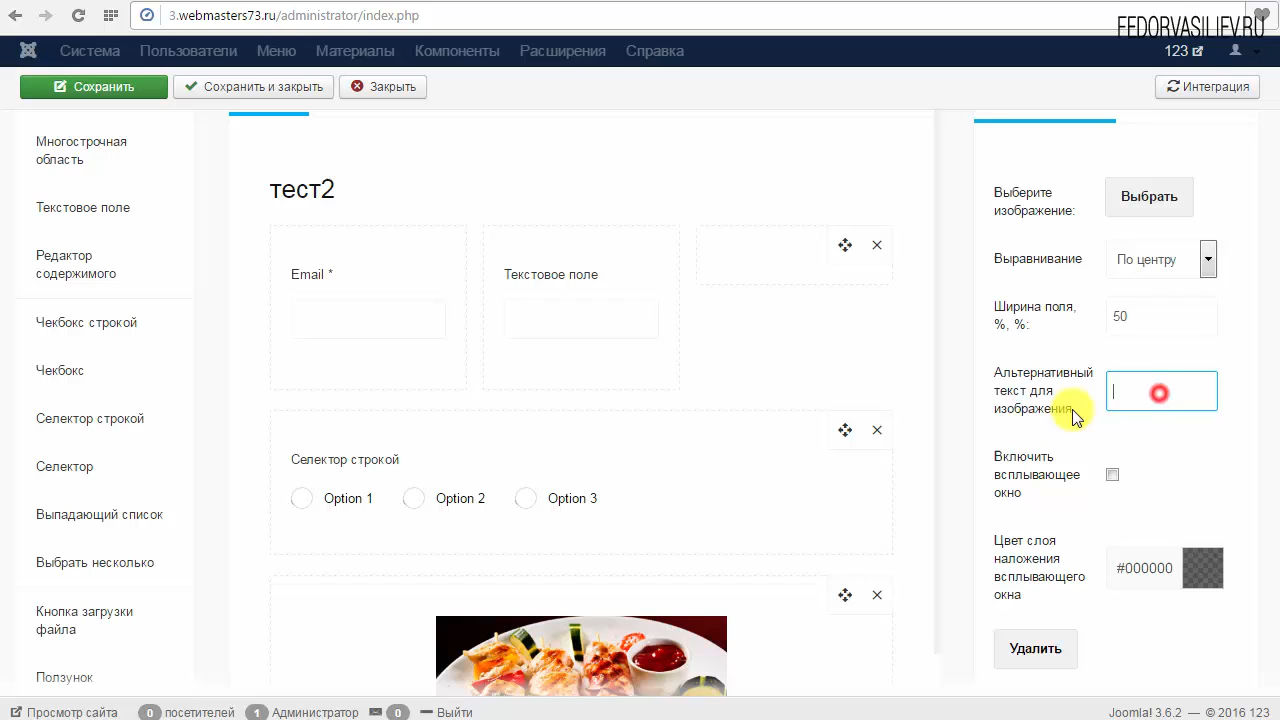 3.webmasters73.ru/administrator/index.php
FEDORVASILIEV.RU
Система Пользователи Меню Материалы Компоненты Расширения Справка 123
Сохранить Сохранить и закрыть Закрыть Интеграция
Многострочная
область
Текстовое поле
Редактор
содержимого
Чекбокс строкой
Чекбокс
Селектор строкой
Селектор
Выпадающий список
Выбрать несколько
Кнопка загрузки
файла
Ползунок
тест2
Email *
Текстовое поле
Селектор строкой
Option 1 Option 2 Option 3
Выберите
изображение:
Выбрать
Выравнивание
По центру
Ширина поля,
%, %:
50
Альтернативный
текст для
изображения
Включить
всплывающее
окно
Цвет слоя
наложения
всплывающего
окна
#000000
Удалить
Просмотр сайта 0 посетителей 1 Администратор 0 Выйти
Joomla! 3.6.2 — © 2016 123